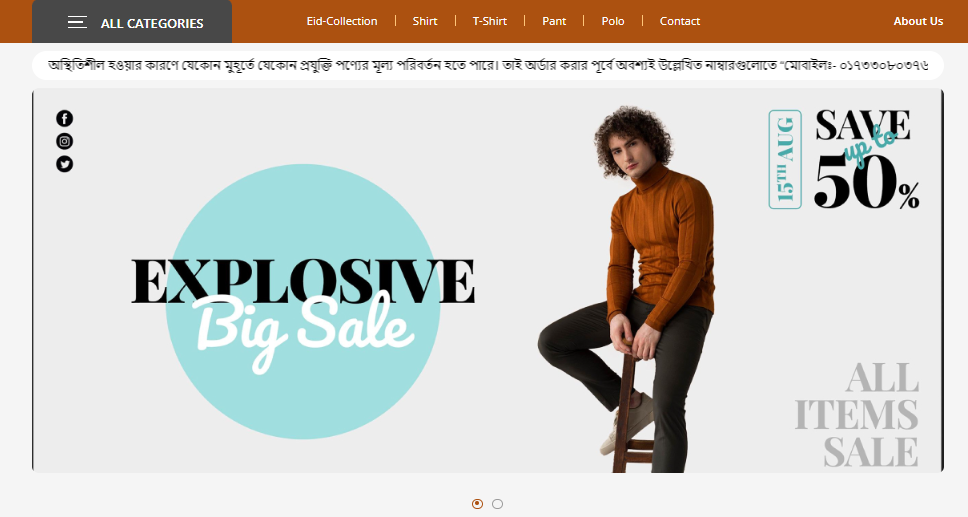 ALL CATEGORIES
Eid-Collection
Shirt
T-Shirt
Pant
Polo
Contact
About Us
অস্থিতিশীল হওয়ার কারণে যেকোন মুহূর্তে যেকোন প্রযুক্তি পণ্যের মূল্য পরিবর্তন হতে পারে। তাই অর্ডার করার পূর্বে অবশ্যই উল্লেখিত নাম্বারগুলোতে "মোবাইলঃ- ০১৭৩৩০৮০৩৭৬
15TH AUG
SAVE
up to
50%
EXPLOSIVE
Big Sale
ALL
ITEMS
SALE